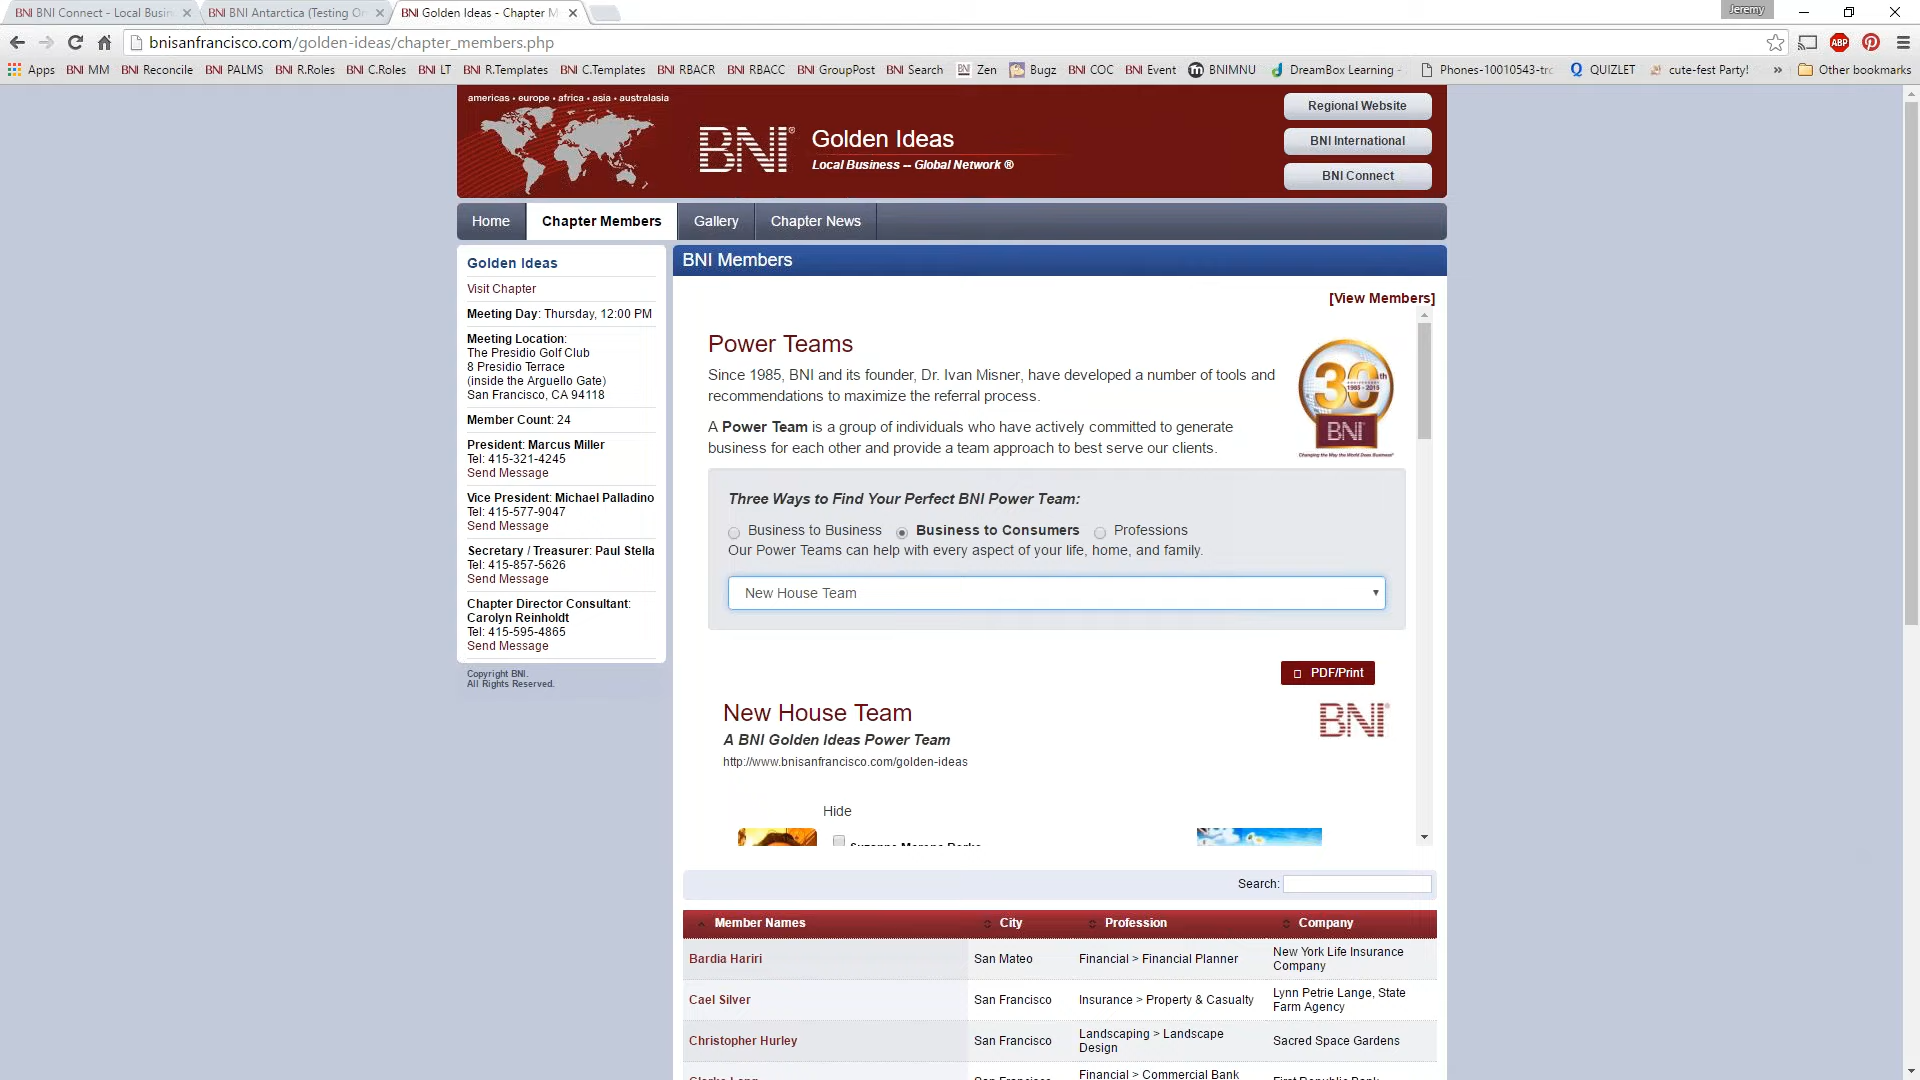 BNI BNI Connect - Local Busin
BNI BNI Antarctica (Testing O
BNI Golden Ideas - Chapter M
Jeremy
bnisanfrancisco.com/golden-ideas/chapter_members.php
ABP
Apps BNI MM BNI Reconcile BNI PALMS BNI R.Roles BNI C.Roles BNI LT BNI R.Templates BNI C.Templates BNI RBACR BNI RBACC BNI GroupPost BNI Search Zen Bugz BNI COC BNI Event BNIMNU DreamBox Learning - Phones-10010543-trc QUIZLET cute-fest Party! » Other bookmarks
americas • europe • africa • asia • australasia
BNI®
Golden Ideas
Local Business -- Global Network ®
Regional Website
BNI International
BNI Connect
Home Chapter Members Gallery Chapter News
Golden Ideas
Visit Chapter
Meeting Day: Thursday, 12:00 PM
Meeting Location:
The Presidio Golf Club
8 Presidio Terrace
(inside the Arguello Gate)
San Francisco, CA 94118
Member Count: 24
President: Marcus Miller
Tel: 415-321-4245
Send Message
Vice President: Michael Palladino
Tel: 415-577-9047
Send Message
Secretary / Treasurer: Paul Stella
Tel: 415-857-5626
Send Message
Chapter Director Consultant:
Carolyn Reinholdt
Tel: 415-595-4865
Send Message
Copyright BNI.
All Rights Reserved.
BNI Members
[View Members]
Power Teams
Since 1985, BNI and its founder, Dr. Ivan Misner, have developed a number of tools and
recommendations to maximize the referral process.
A Power Team is a group of individuals who have actively committed to generate
business for each other and provide a team approach to best serve our clients.
30th
ANNIVERSARY
1985 - 2015
BNI
Changing the Way the World Does Business®
Three Ways to Find Your Perfect BNI Power Team:
Business to Business Business to Consumers Professions
Our Power Teams can help with every aspect of your life, home, and family.
New House Team
PDF/Print
New House Team
BNI®
A BNI Golden Ideas Power Team
http://www.bnisanfrancisco.com/golden-ideas
Hide
Search:
Member Names City Profession Company
Bardia Hariri San Mateo Financial > Financial Planner New York Life Insurance Company
Cael Silver San Francisco Insurance > Property & Casualty Lynn Petrie Lange, State Farm Agency
Christopher Hurley San Francisco Landscaping > Landscape Design Sacred Space Gardens
Financial > Commercial Bank